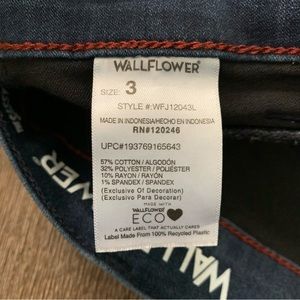 WALLFLOWER®
SIZE: 3
STYLE #:WFJ12043L
MADE IN INDONESIA/HECHO EN INDONESIA
RN#120246
UPC#193769165643
57% COTTON / ALGODÓN
32% POLYESTER / POLIÉSTER
10% RAYON / RAYÓN
1% SPANDEX / SPANDEX
(Exclusive Of Decoration)
(Exclusivo Para Decorar)
MADE WITH
WALLFLOWER®
ECO
A CARE LABEL THAT ACTUALLY CARES
Label Made From 100% Recycled Plastic
WER
WALLF